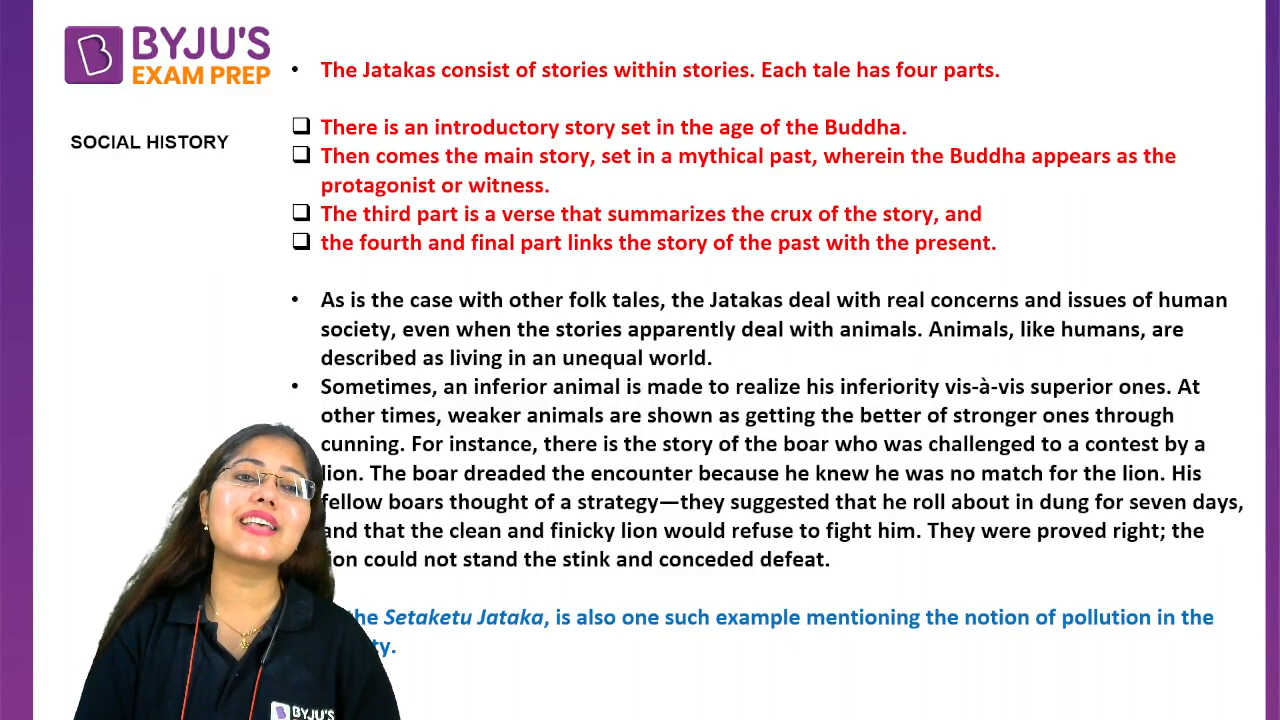 BYJU'S
EXAM PREP
SOCIAL HISTORY
• The Jatakas consist of stories within stories. Each tale has four parts.
❑ There is an introductory story set in the age of the Buddha.
❑ Then comes the main story, set in a mythical past, wherein the Buddha appears as the
protagonist or witness.
❑ The third part is a verse that summarizes the crux of the story, and
❑ the fourth and final part links the story of the past with the present.
• As is the case with other folk tales, the Jatakas deal with real concerns and issues of human
society, even when the stories apparently deal with animals. Animals, like humans, are
described as living in an unequal world.
• Sometimes, an inferior animal is made to realize his inferiority vis-à-vis superior ones. At
other times, weaker animals are shown as getting the better of stronger ones through
cunning. For instance, there is the story of the boar who was challenged to a contest by a
lion. The boar dreaded the encounter because he knew he was no match for the lion. His
fellow boars thought of a strategy—they suggested that he roll about in dung for seven days,
and that the clean and finicky lion would refuse to fight him. They were proved right; the
lion could not stand the stink and conceded defeat.
the Setaketu Jataka, is also one such example mentioning the notion of pollution in the
BYJU'S